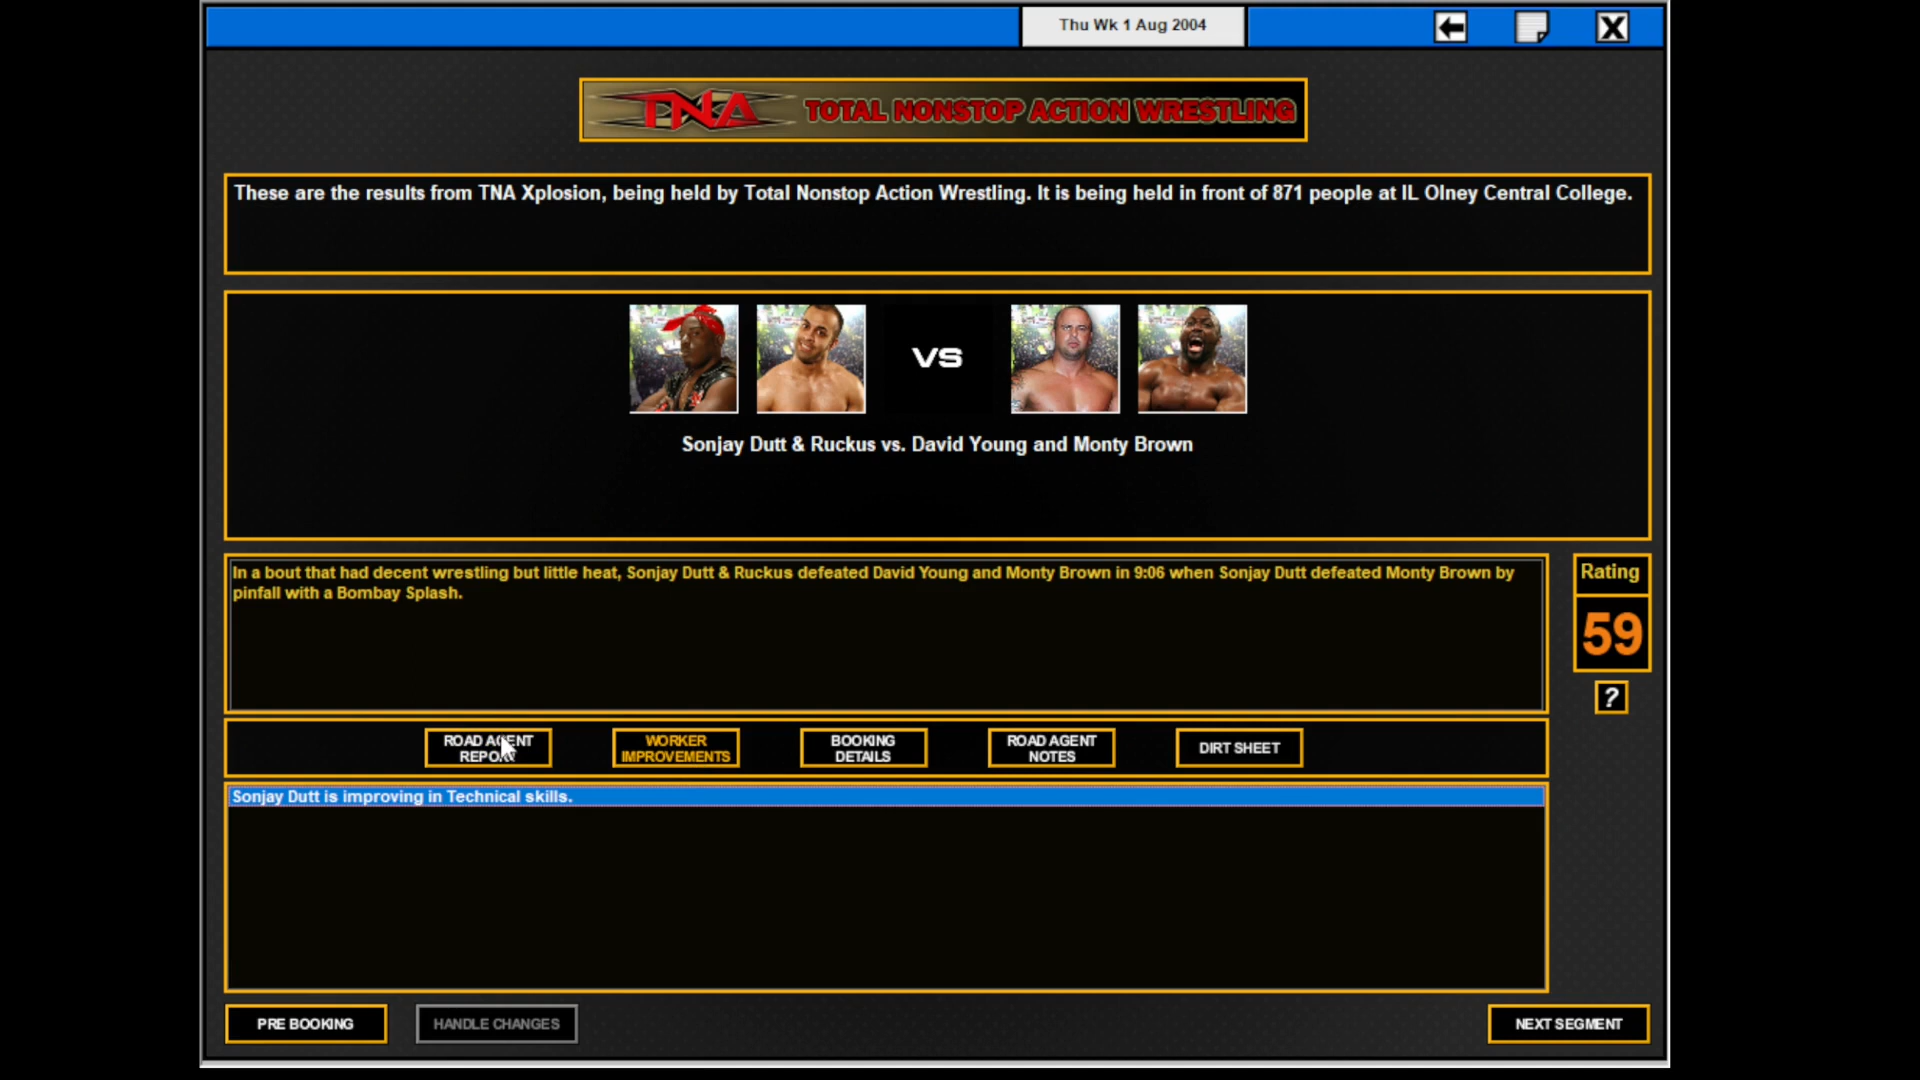 Thu Wk 1 Aug 2004
TNA TOTAL NONSTOP ACTION WRESTLING
These are the results from TNA Xplosion, being held by Total Nonstop Action Wrestling. It is being held in front of 871 people at IL Olney Central College.
VS
Sonjay Dutt & Ruckus vs. David Young and Monty Brown
In a bout that had decent wrestling but little heat, Sonjay Dutt & Ruckus defeated David Young and Monty Brown in 9:06 when Sonjay Dutt defeated Monty Brown by
pinfall with a Bombay Splash.
Rating
59
?
ROAD AGENT
REPORT
WORKER
IMPROVEMENTS
BOOKING
DETAILS
ROAD AGENT
NOTES
DIRT SHEET
Sonjay Dutt is improving in Technical skills.
PRE BOOKING
HANDLE CHANGES
NEXT SEGMENT